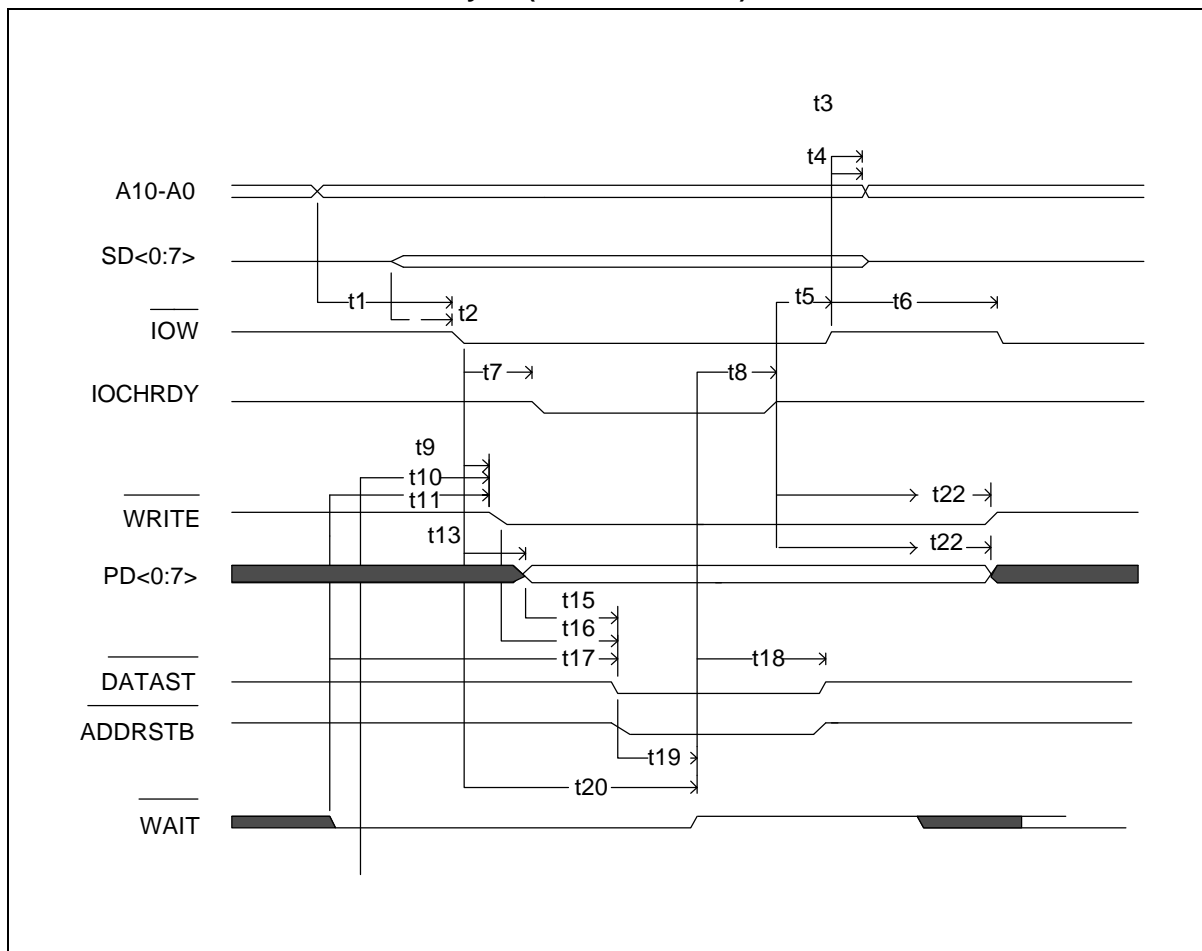 t3
t4
A10-A0
SD<0:7>
t1
t2
t5
t6
IOW
t7
t8
IOCHRDY
t9
t10
t11
t22
WRITE
t13
t22
PD<0:7>
t15
t16
t17
t18
DATAST
ADDRSTB
t19
t20
WAIT